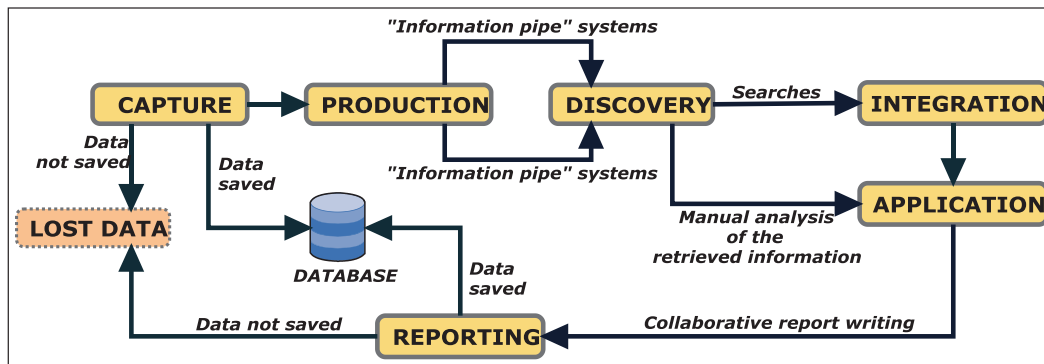 "Information pipe" systems
CAPTURE
PRODUCTION
DISCOVERY
Searches
INTEGRATION
Data
not saved
Data
saved
"Information pipe" systems
LOST DATA
APPLICATION
Manual analysis
of the
retrieved information
DATABASE
Data
saved
Data not saved
REPORTING
Collaborative report writing